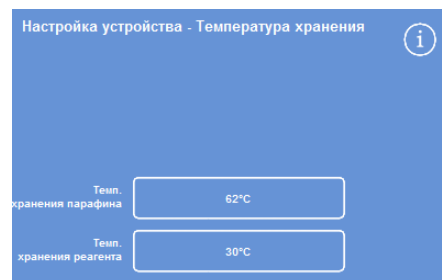 Настройка устройства - Температура хранения
i
Темп.
хранения парафина
62°C
Темп.
хранения реагента
30°C